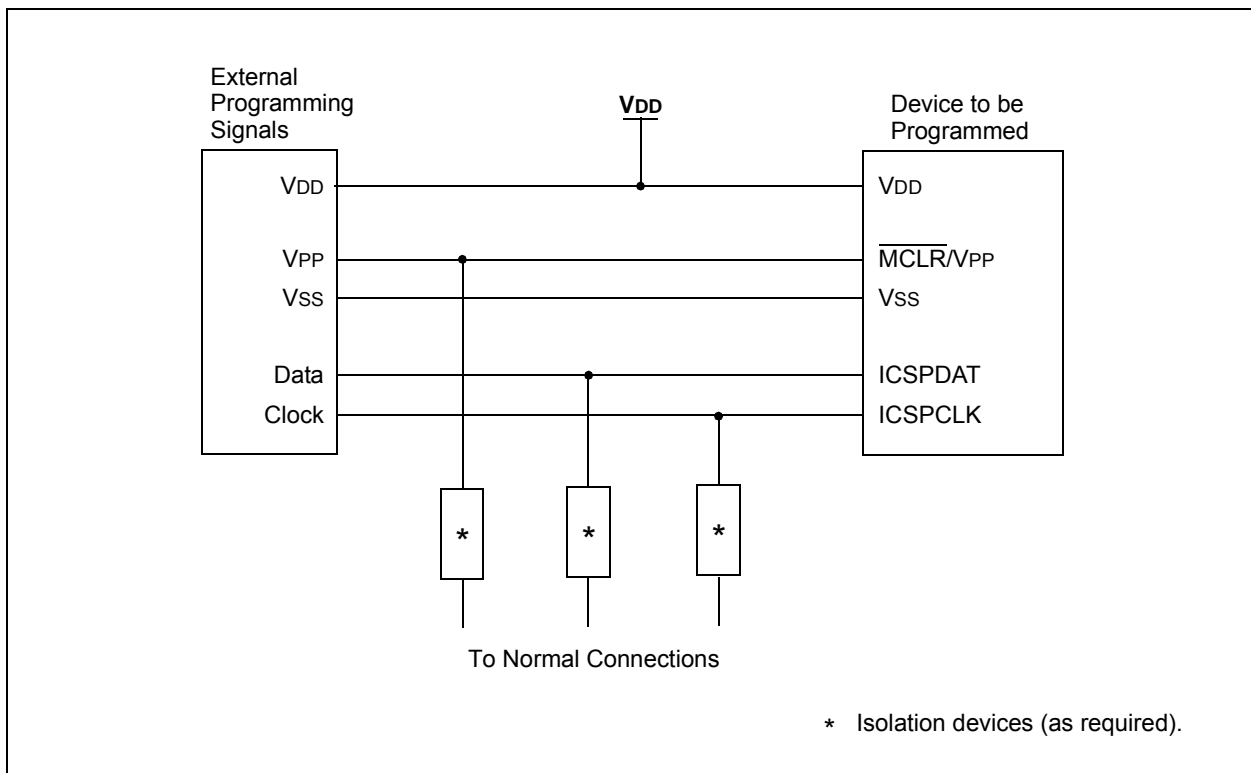 External
Programming
Signals
VDD
Device to be
Programmed
VDD
VDD
VPP
MCLR/VPP
VSS
VSS
Data
ICSPDAT
Clock
ICSPCLK
*
*
*
To Normal Connections
* Isolation devices (as required).